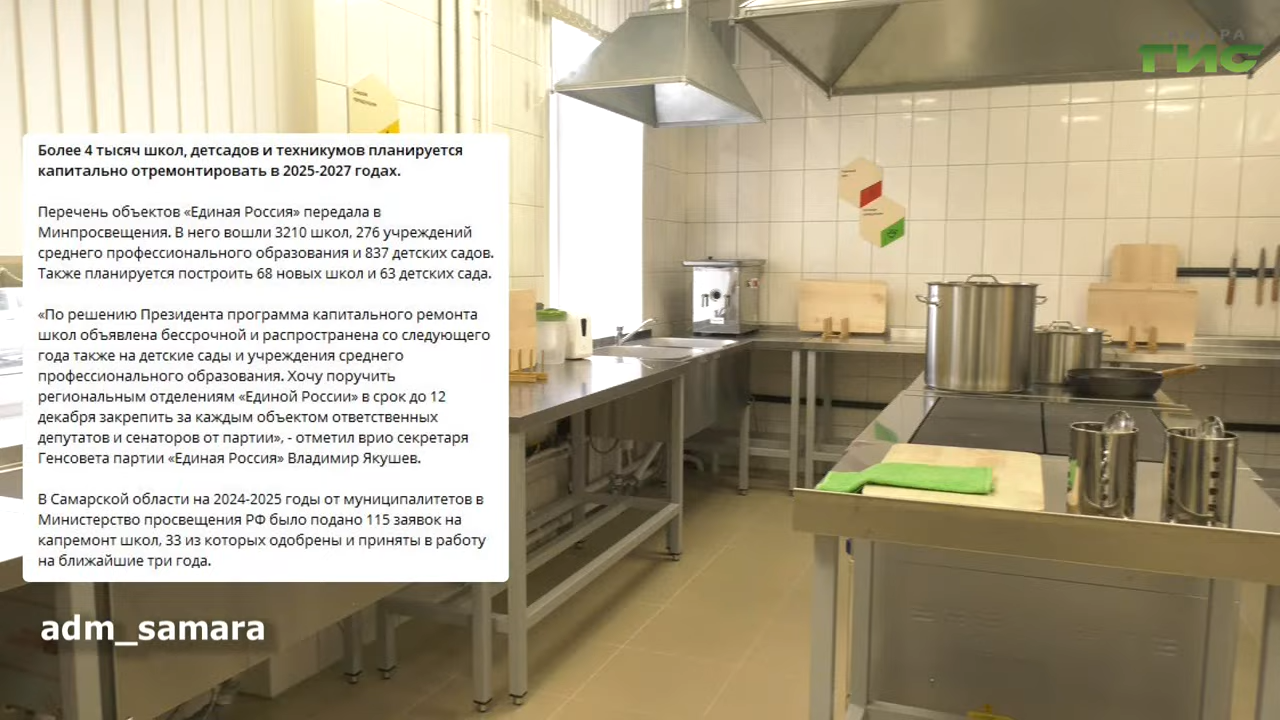 Более 4 тысяч школ, детсадов и техникумов планируется
капитально отремонтировать в 2025-2027 годах.
Перечень объектов «Единая Россия» передала в
Минпросвещения. В него вошли 3210 школ, 276 учреждений
среднего профессионального образования и 837 детских садов.
Также планируется построить 68 новых школ и 63 детских сада.
«По решению Президента программа капитального ремонта
школ объявлена бессрочной и распространена со следующего
года также на детские сады и учреждения среднего
профессионального образования. Хочу поручить
региональным отделениям «Единой России» в срок до 12
декабря закрепить за каждым объектом ответственных
депутатов и сенаторов от партии», - отметил врио секретаря
Генсовета партии «Единая Россия» Владимир Якушев.
В Самарской области на 2024-2025 годы от муниципалитетов в
Министерство просвещения РФ было подано 115 заявок на
капремонт школ, 33 из которых одобрены и приняты в работу
на ближайшие три года.
adm_samara
ГИС